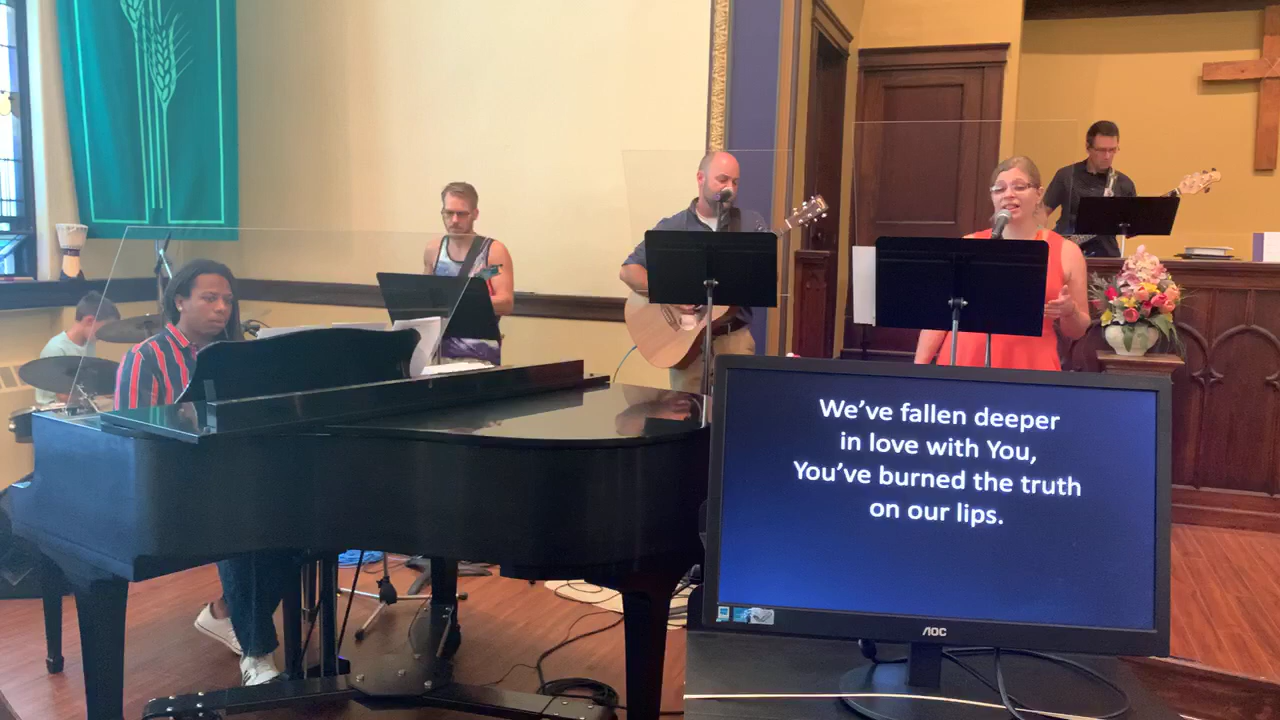 We've fallen deeper
in love with You,
You've burned the truth
on our lips.
AOC